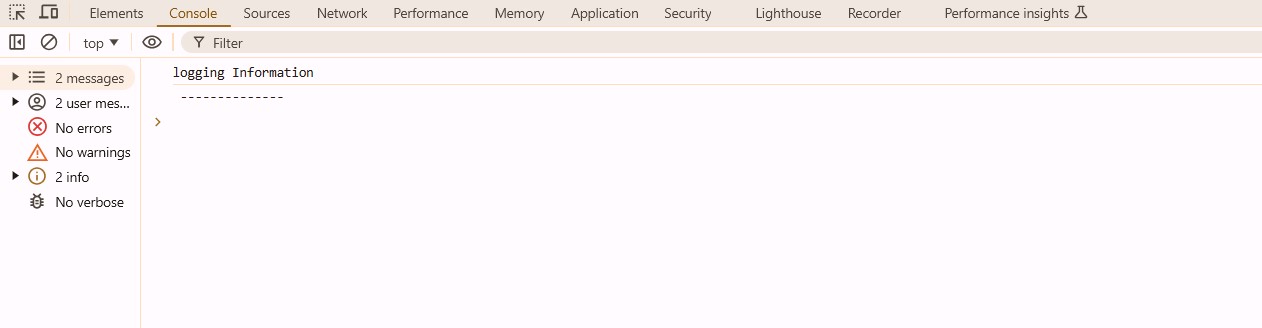 Elements Console Sources Network Performance Memory Application Security Lighthouse Recorder Performance insights
top Filter
2 messages
2 user mes...
No errors
No warnings
2 info
No verbose
logging Information
--------------